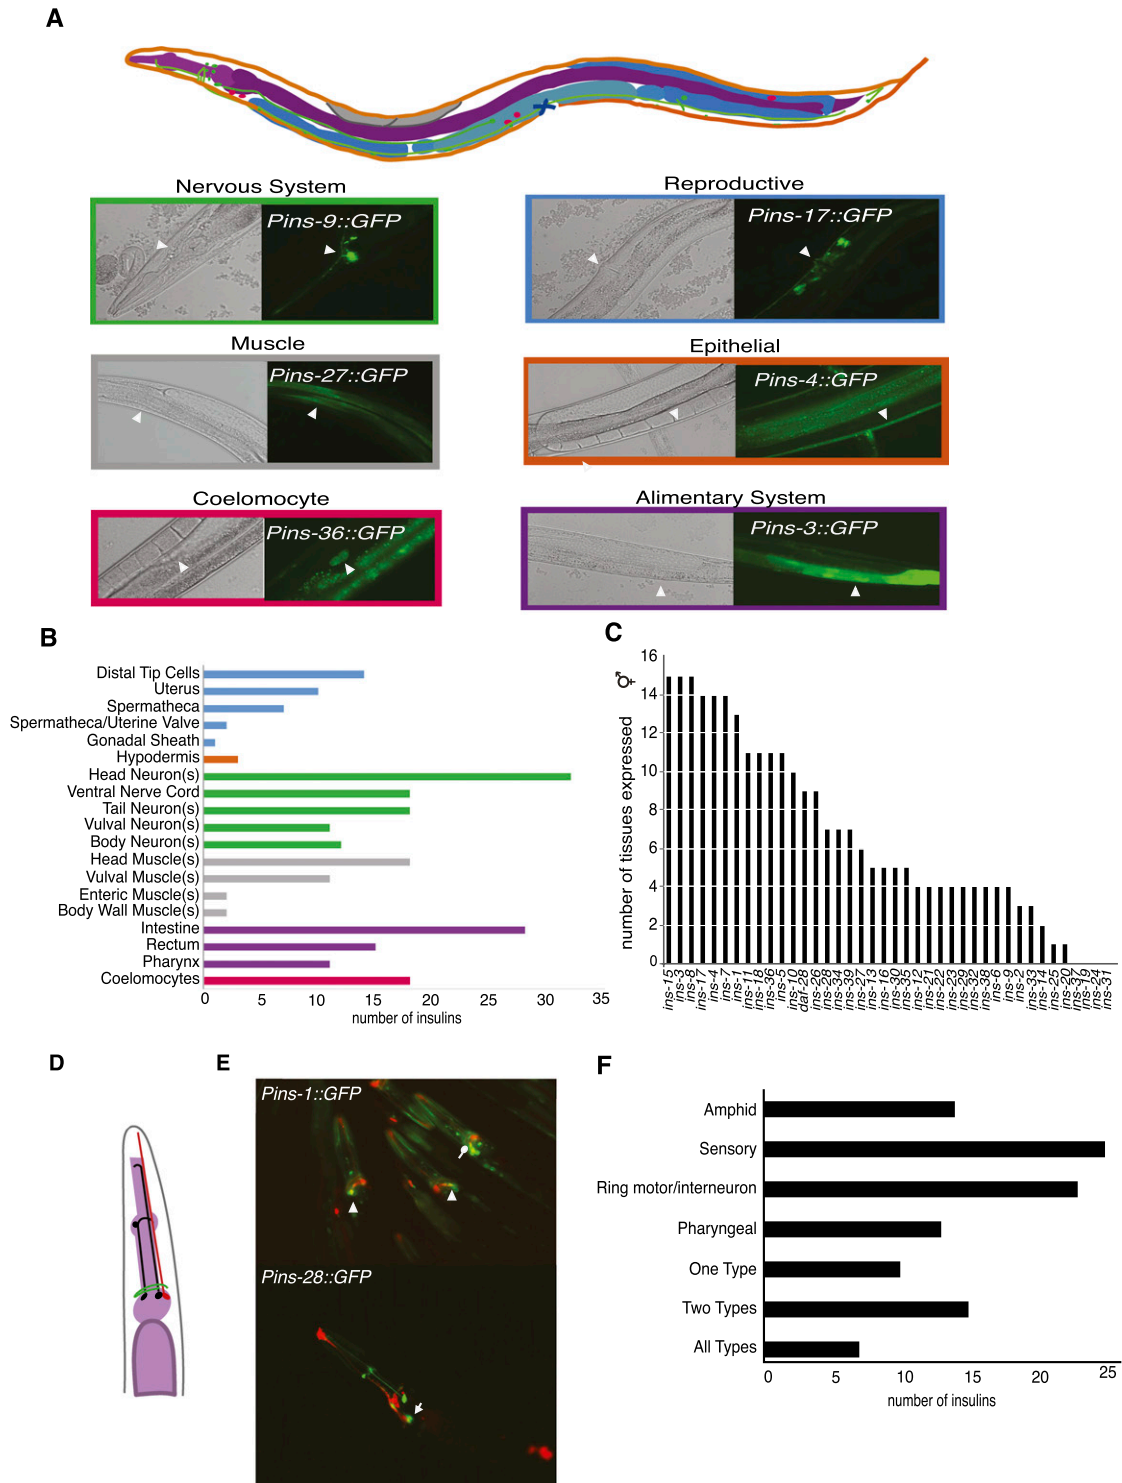 A
Nervous System
Pins-9::GFP
Reproductive
Pins-17::GFP
Muscle
Pins-27::GFP
Epithelial
Pins-4::GFP
Coelomocyte
Pins-36::GFP
Alimentary System
Pins-3::GFP
B
Distal Tip Cells
Uterus
Spermatheca
Spermatheca/Uterine Valve
Gonadal Sheath
Hypodermis
Head Neuron(s)
Ventral Nerve Cord
Tail Neuron(s)
Vulval Neuron(s)
Body Neuron(s)
Head Muscle(s)
Vulval Muscle(s)
Enteric Muscle(s)
Body Wall Muscle(s)
Intestine
Rectum
Pharynx
Coelomocytes
0 5 10 15 20 25 30 35
number of insulins
C
⚥
number of tissues expressed
16
14
12
10
8
6
4
2
0
ins-15
ins-3
ins-8
ins-17
ins-4
ins-7
ins-1
ins-11
ins-18
ins-36
ins-5
ins-10
daf-28
ins-26
ins-28
ins-34
ins-39
ins-27
ins-13
ins-16
ins-30
ins-35
ins-12
ins-21
ins-22
ins-23
ins-29
ins-32
ins-38
ins-6
ins-9
ins-2
ins-33
ins-14
ins-25
ins-20
ins-37
ins-19
ins-24
ins-31
D
E
Pins-1::GFP
Pins-28::GFP
F
Amphid
Sensory
Ring motor/interneuron
Pharyngeal
One Type
Two Types
All Types
0 5 10 15 20 25
number of insulins